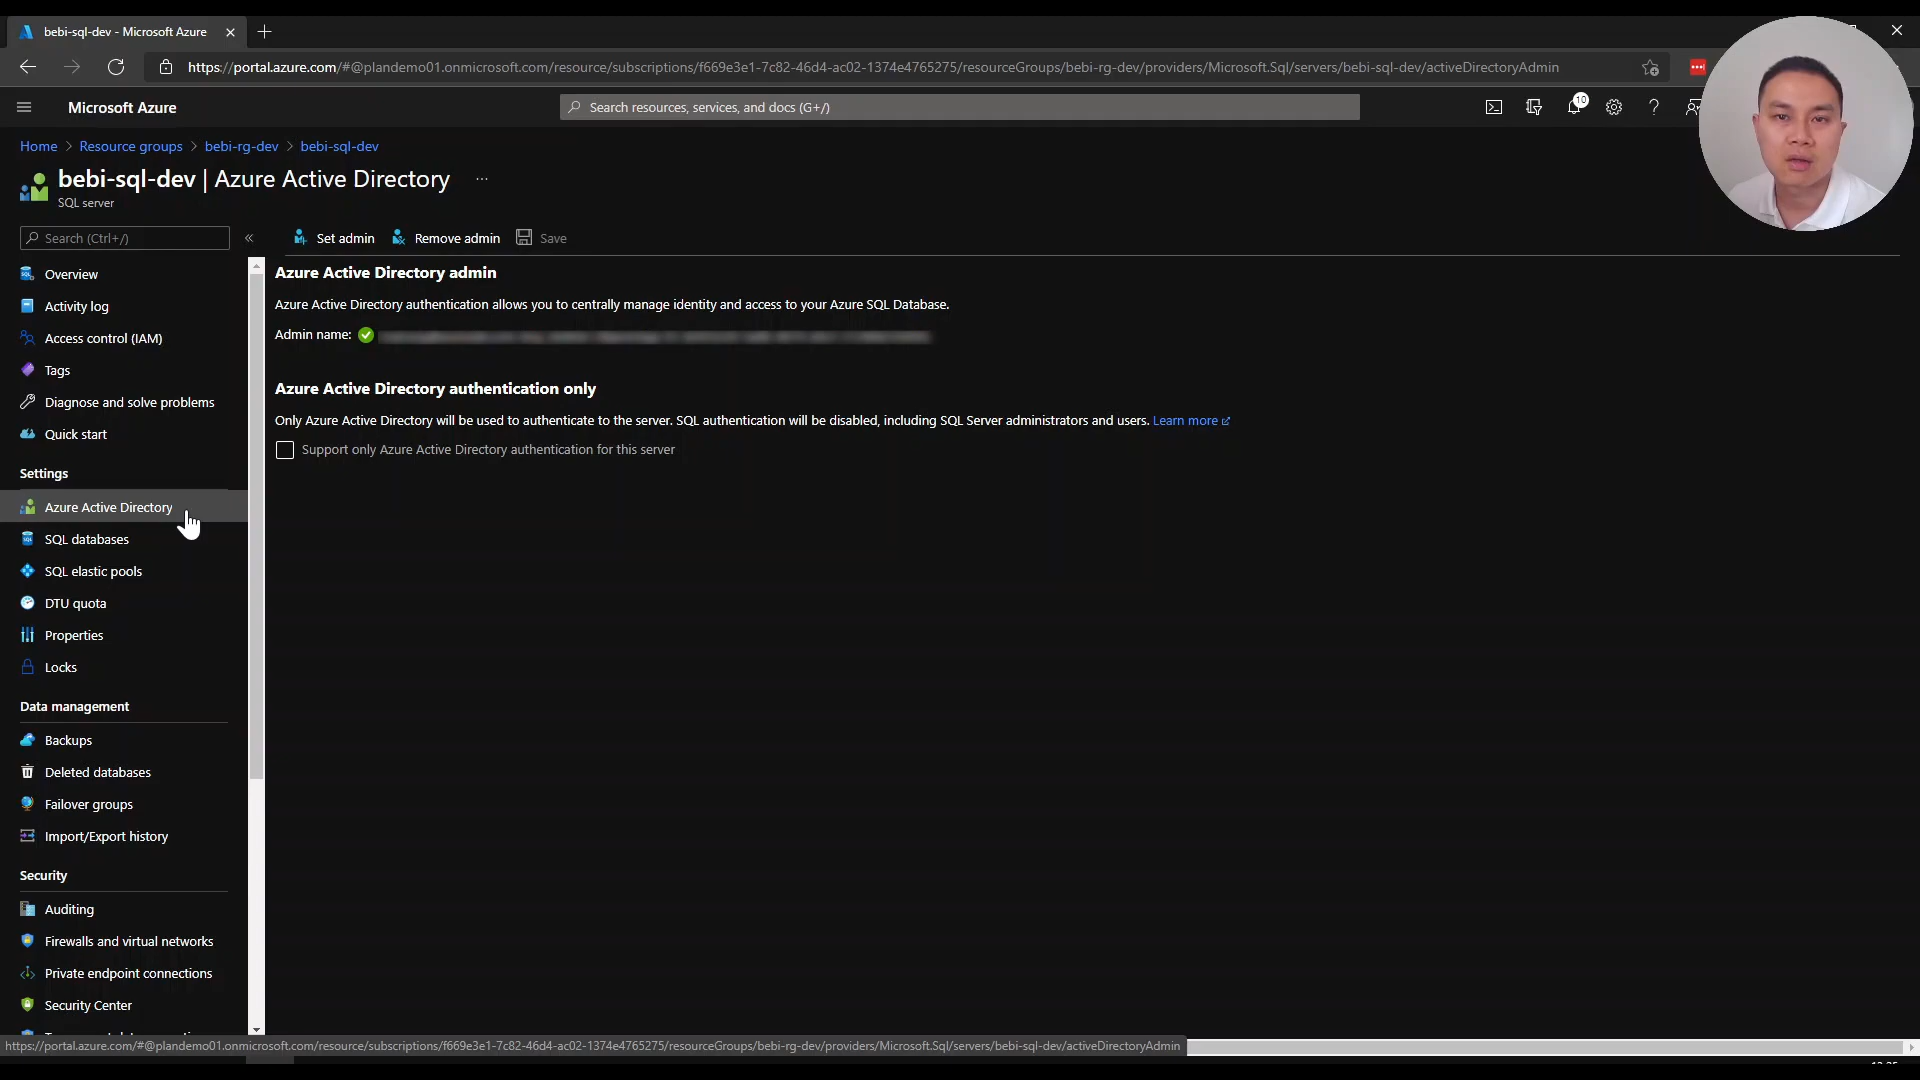 bebi-sql-dev - Microsoft Azure
https://portal.azure.com/#@plandemo01.onmicrosoft.com/resource/subscriptions/f669e3e1-7c82-46d4-ac02-1374e4765275/resourceGroups/bebi-rg-dev/providers/Microsoft.Sql/servers/bebi-sql-dev/activeDirectoryAdmin
Microsoft Azure
Search resources, services, and docs (G+/)
10
Home > Resource groups > bebi-rg-dev > bebi-sql-dev
bebi-sql-dev | Azure Active Directory ...
SQL server
Search (Ctrl+/)
Set admin Remove admin Save
Overview
Activity log
Access control (IAM)
Tags
Diagnose and solve problems
Quick start
Settings
Azure Active Directory
SQL databases
SQL elastic pools
DTU quota
Properties
Locks
Data management
Backups
Deleted databases
Failover groups
Import/Export history
Security
Auditing
Firewalls and virtual networks
Private endpoint connections
Security Center
Azure Active Directory admin
Azure Active Directory authentication allows you to centrally manage identity and access to your Azure SQL Database.
Admin name:
Azure Active Directory authentication only
Only Azure Active Directory will be used to authenticate to the server. SQL authentication will be disabled, including SQL Server administrators and users. Learn more
Support only Azure Active Directory authentication for this server
https://portal.azure.com/#@plandemo01.onmicrosoft.com/resource/subscriptions/f669e3e1-7c82-46d4-ac02-1374e4765275/resourceGroups/bebi-rg-dev/providers/Microsoft.Sql/servers/bebi-sql-dev/activeDirectoryAdmin